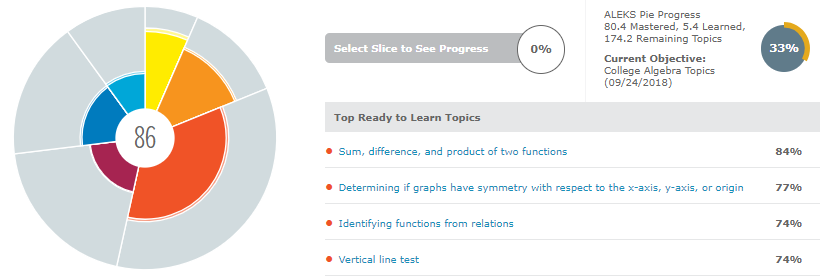 86
Select Slice to See Progress
0%
ALEKS Pie Progress
80.4 Mastered, 5.4 Learned,
174.2 Remaining Topics
Current Objective:
College Algebra Topics
(09/24/2018)
33%
Top Ready to Learn Topics
Sum, difference, and product of two functions 84%
Determining if graphs have symmetry with respect to the x-axis, y-axis, or origin 77%
Identifying functions from relations 74%
Vertical line test 74%